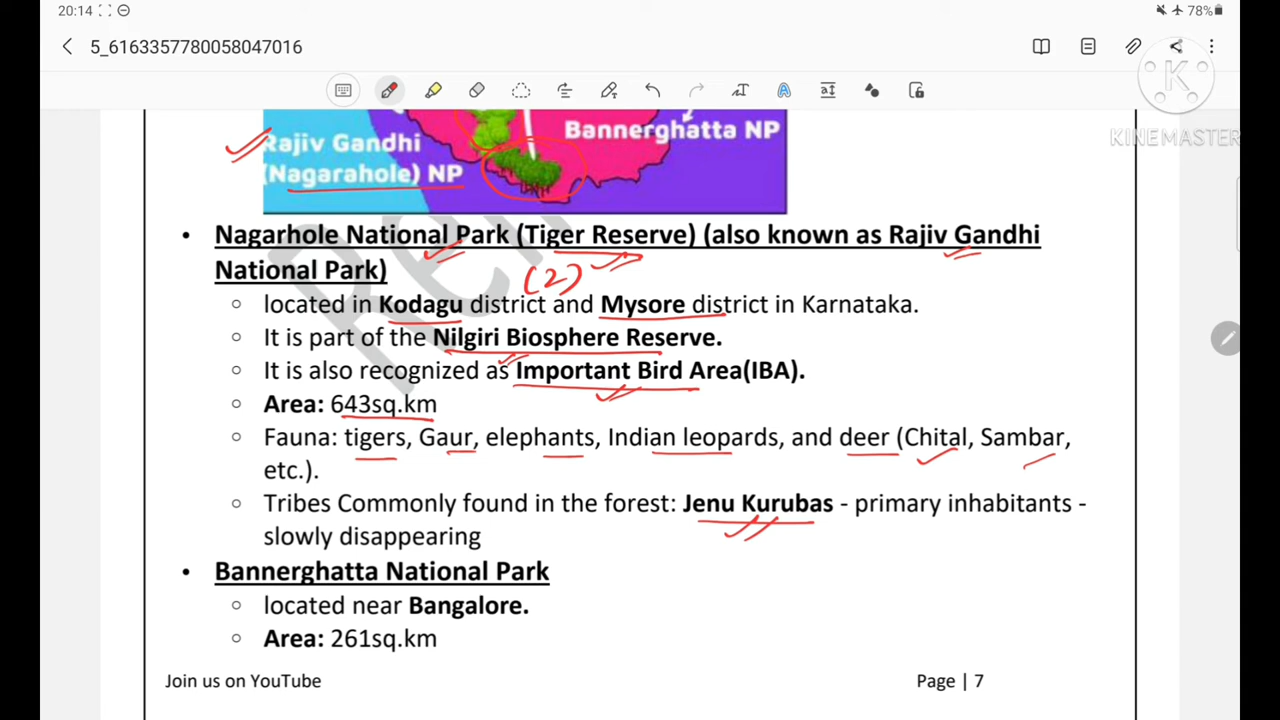 20:14
78%
5_6163357780058047016
K
KINEMASTER
Rajiv Gandhi
(Nagarahole) NP
Bannerghatta NP
• Nagarhole National Park (Tiger Reserve) (also known as Rajiv Gandhi
National Park)
(2)
○ located in Kodagu district and Mysore district in Karnataka.
○ It is part of the Nilgiri Biosphere Reserve.
○ It is also recognized as Important Bird Area(IBA).
○ Area: 643sq.km
○ Fauna: tigers, Gaur, elephants, Indian leopards, and deer (Chital, Sambar,
etc.).
○ Tribes Commonly found in the forest: Jenu Kurubas - primary inhabitants -
slowly disappearing
• Bannerghatta National Park
○ located near Bangalore.
○ Area: 261sq.km
Join us on YouTube Page | 7